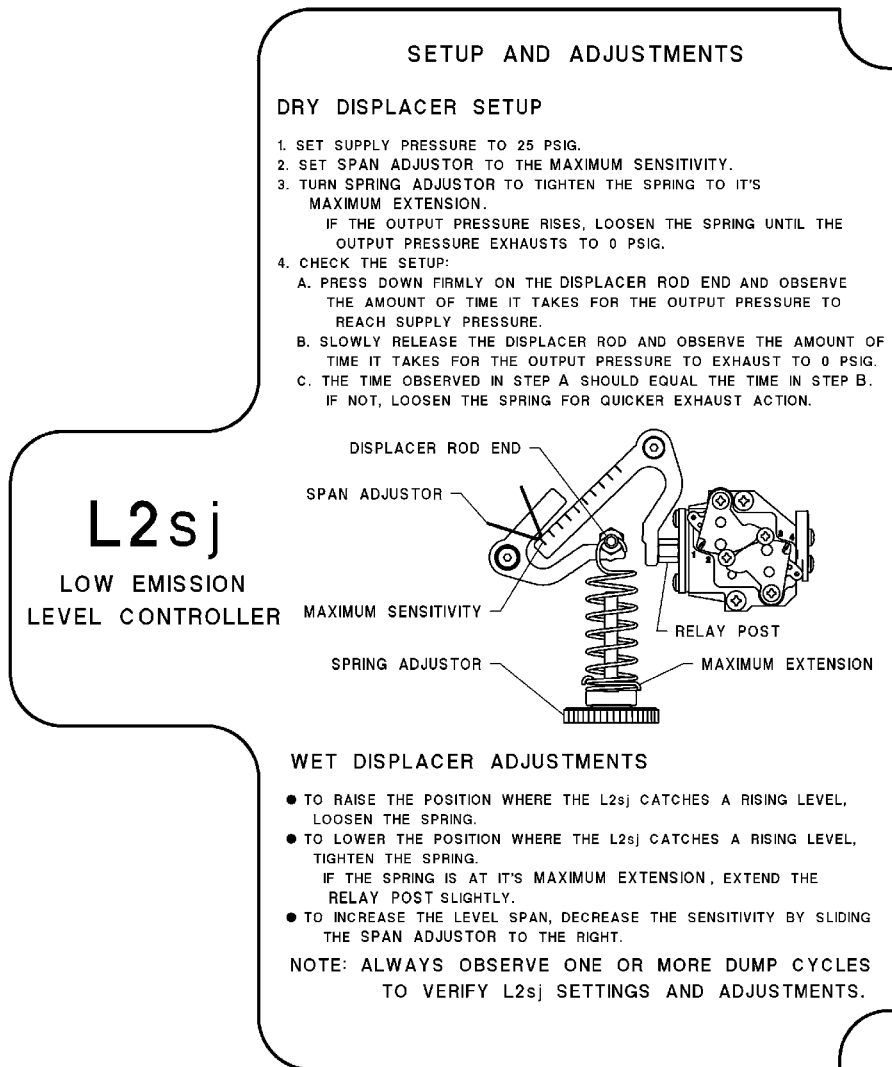 SETUP AND ADJUSTMENTS
DRY DISPLACER SETUP
1. SET SUPPLY PRESSURE TO 25 PSIG.
2. SET SPAN ADJUSTOR TO THE MAXIMUM SENSITIVITY.
3. TURN SPRING ADJUSTOR TO TIGHTEN THE SPRING TO IT'S
MAXIMUM EXTENSION.
IF THE OUTPUT PRESSURE RISES, LOOSEN THE SPRING UNTIL THE
OUTPUT PRESSURE EXHAUSTS TO 0 PSIG.
4. CHECK THE SETUP:
A. PRESS DOWN FIRMLY ON THE DISPLACER ROD END AND OBSERVE
THE AMOUNT OF TIME IT TAKES FOR THE OUTPUT PRESSURE TO
REACH SUPPLY PRESSURE.
B. SLOWLY RELEASE THE DISPLACER ROD AND OBSERVE THE AMOUNT OF
TIME IT TAKES FOR THE OUTPUT PRESSURE TO EXHAUST TO 0 PSIG.
C. THE TIME OBSERVED IN STEP A SHOULD EQUAL THE TIME IN STEP B.
IF NOT, LOOSEN THE SPRING FOR QUICKER EXHAUST ACTION.
L2sj
LOW EMISSION
LEVEL CONTROLLER
DISPLACER ROD END
SPAN ADJUSTOR
MAXIMUM SENSITIVITY
SPRING ADJUSTOR
1
2
4
RELAY POST
MAXIMUM EXTENSION
WET DISPLACER ADJUSTMENTS
● TO RAISE THE POSITION WHERE THE L2sj CATCHES A RISING LEVEL,
LOOSEN THE SPRING.
● TO LOWER THE POSITION WHERE THE L2sj CATCHES A RISING LEVEL,
TIGHTEN THE SPRING.
IF THE SPRING IS AT IT'S MAXIMUM EXTENSION, EXTEND THE
RELAY POST SLIGHTLY.
● TO INCREASE THE LEVEL SPAN, DECREASE THE SENSITIVITY BY SLIDING
THE SPAN ADJUSTOR TO THE RIGHT.
NOTE: ALWAYS OBSERVE ONE OR MORE DUMP CYCLES
TO VERIFY L2sj SETTINGS AND ADJUSTMENTS.